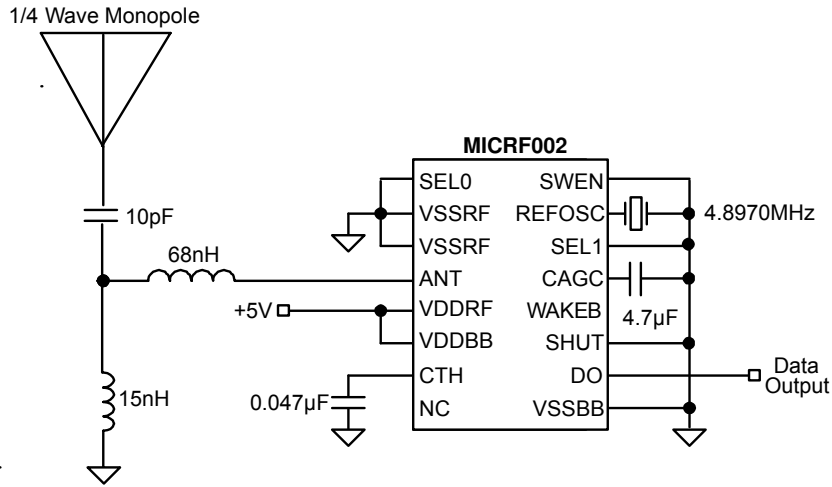 1/4 Wave Monopole
10pF
68nH
15nH
+5V
0.047µF
MICRF002
SEL0
VSSRF
VSSRF
ANT
VDDRF
VDDBB
CTH
NC
SWEN
REFOSC
SEL1
CAGC
WAKEB
SHUT
DO
VSSBB
4.8970MHz
4.7µF
Data
Output